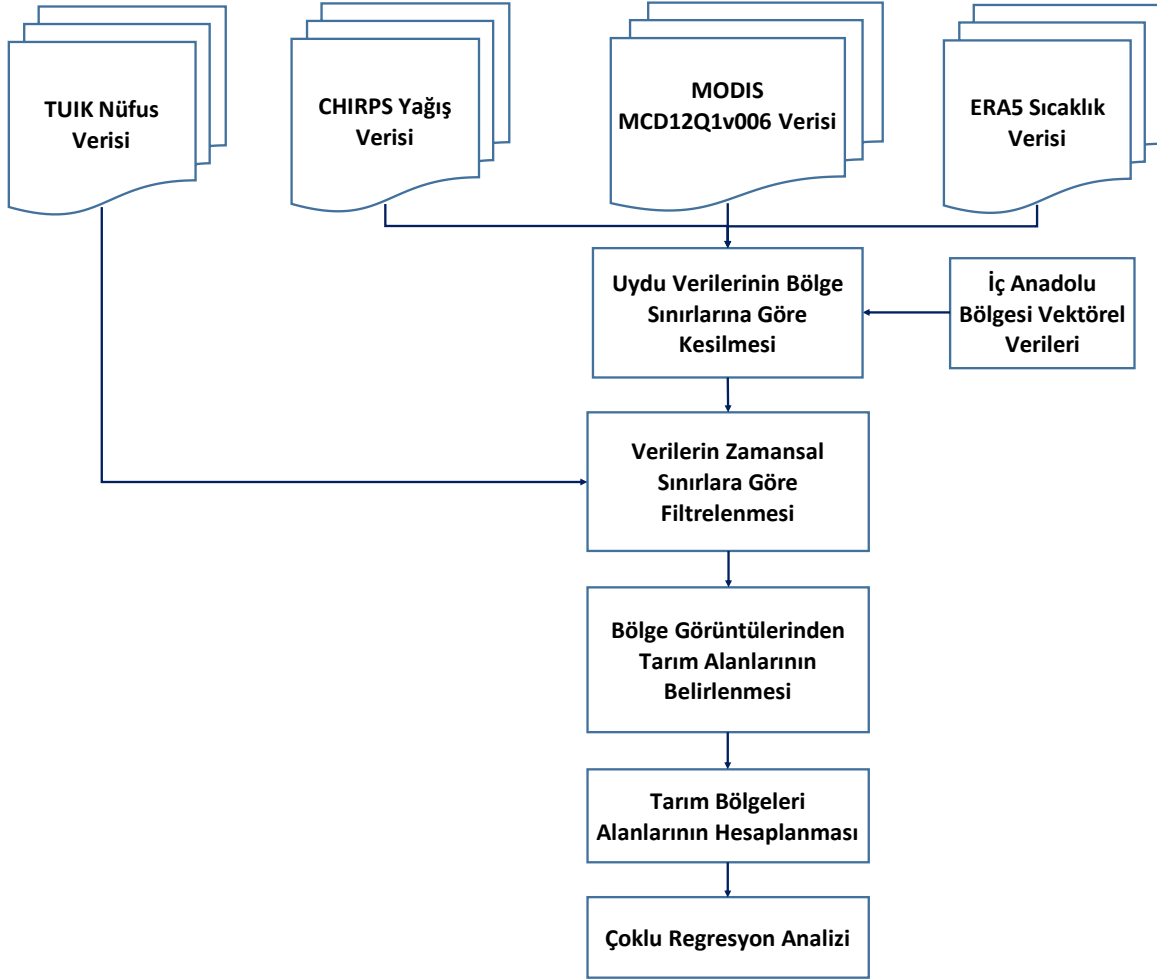 TUIK Nüfus
Verisi
CHIRPS Yağış
Verisi
MODIS
MCD12Q1v006 Verisi
ERA5 Sıcaklık
Verisi
Uydu Verilerinin Bölge
Sınırlarına Göre
Kesilmesi
İç Anadolu
Bölgesi Vektörel
Verileri
Verilerin Zamansal
Sınırlara Göre
Filtrelenmesi
Bölge Görüntülerinden
Tarım Alanlarının
Belirlenmesi
Tarım Bölgeleri
Alanlarının Hesaplanması
Çoklu Regresyon Analizi